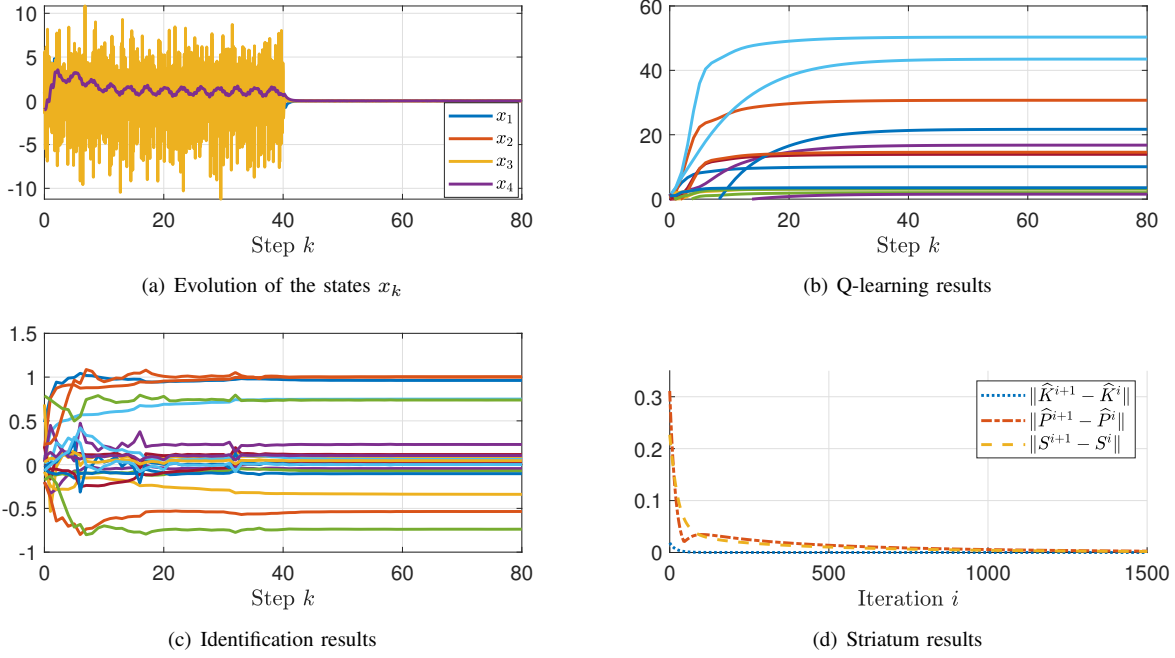 10
5
0
-5
-10
x₁
x₂
x₃
x₄
0 20 40 60 80
Step k
(a) Evolution of the states xₖ
60
40
20
0
0 20 40 60 80
Step k
(b) Q-learning results
1.5
1
0.5
0
-0.5
-1
0 20 40 60 80
Step k
(c) Identification results
0.3
0.2
0.1
0
‖K̂ⁱ⁺¹ − K̂ⁱ‖
‖P̂ⁱ⁺¹ − P̂ⁱ‖
‖Sⁱ⁺¹ − Sⁱ‖
0 500 1000 1500
Iteration i
(d) Striatum results